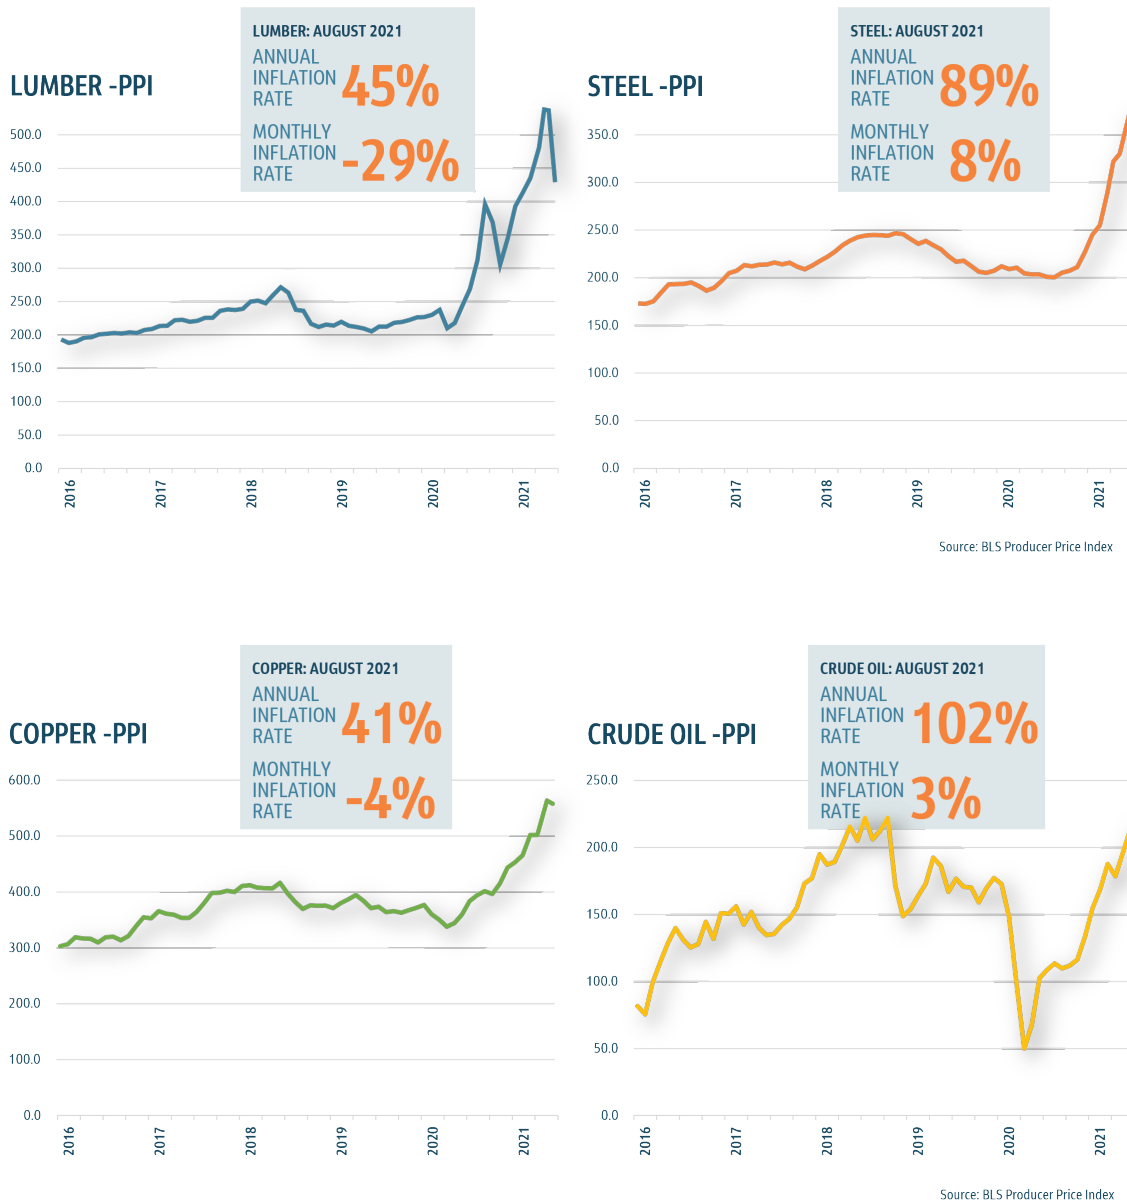 LUMBER -PPI
LUMBER: AUGUST 2021
ANNUAL
INFLATION
RATE
45%
MONTHLY
INFLATION
RATE
-29%
500.0
450.0
400.0
350.0
300.0
250.0
200.0
150.0
100.0
50.0
0.0
2016
2017
2018
2019
2020
2021
STEEL -PPI
STEEL: AUGUST 2021
ANNUAL
INFLATION
RATE
89%
MONTHLY
INFLATION
RATE
8%
350.0
300.0
250.0
200.0
150.0
100.0
50.0
0.0
2016
2017
2018
2019
2020
2021
Source: BLS Producer Price Index
COPPER -PPI
COPPER: AUGUST 2021
ANNUAL
INFLATION
RATE
41%
MONTHLY
INFLATION
RATE
-4%
600.0
500.0
400.0
300.0
200.0
100.0
0.0
2016
2017
2018
2019
2020
2021
CRUDE OIL -PPI
CRUDE OIL: AUGUST 2021
ANNUAL
INFLATION
RATE
102%
MONTHLY
INFLATION
RATE
3%
250.0
200.0
150.0
100.0
50.0
0.0
2016
2017
2018
2019
2020
2021
Source: BLS Producer Price Index